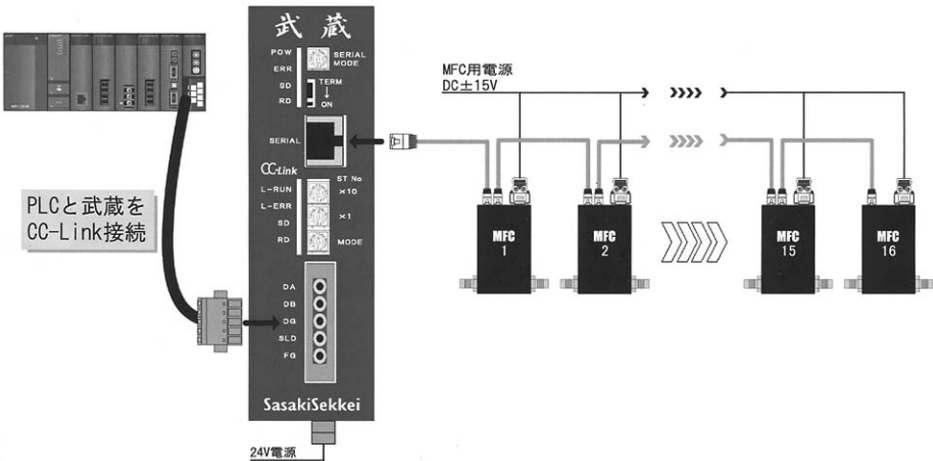 武 蔵
POW
ERR
SD
RD
SERIAL
MODE
TERM
↓
ON
SERIAL
CC-Link
ST No
L-RUN
×10
L-ERR
SD
×1
RD
MODE
DA
DB
DG
SLD
FG
SasakiSekkei
24V電源
PLCと武蔵を
CC-Link接続
MFC用電源
DC±15V
MFC
1
MFC
2
MFC
15
MFC
16